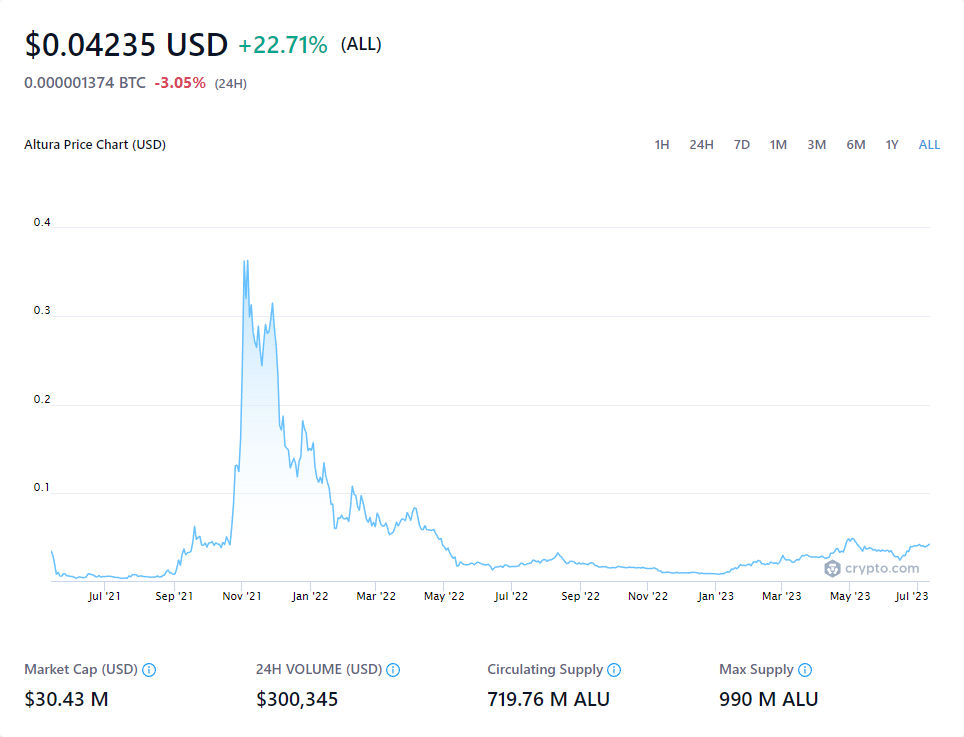 $0.04235 USD +22.71% (ALL)
0.000001374 BTC -3.05% (24H)
Altura Price Chart (USD) 1H 24H 7D 1M 3M 6M 1Y ALL
0.4
0.3
0.2
0.1
crypto.com
Jul '21 Sep '21 Nov '21 Jan '22 Mar '22 May '22 Jul '22 Sep '22 Nov '22 Jan '23 Mar '23 May '23 Jul '23
Market Cap (USD) 24H VOLUME (USD) Circulating Supply Max Supply
$30.43 M $300,345 719.76 M ALU 990 M ALU